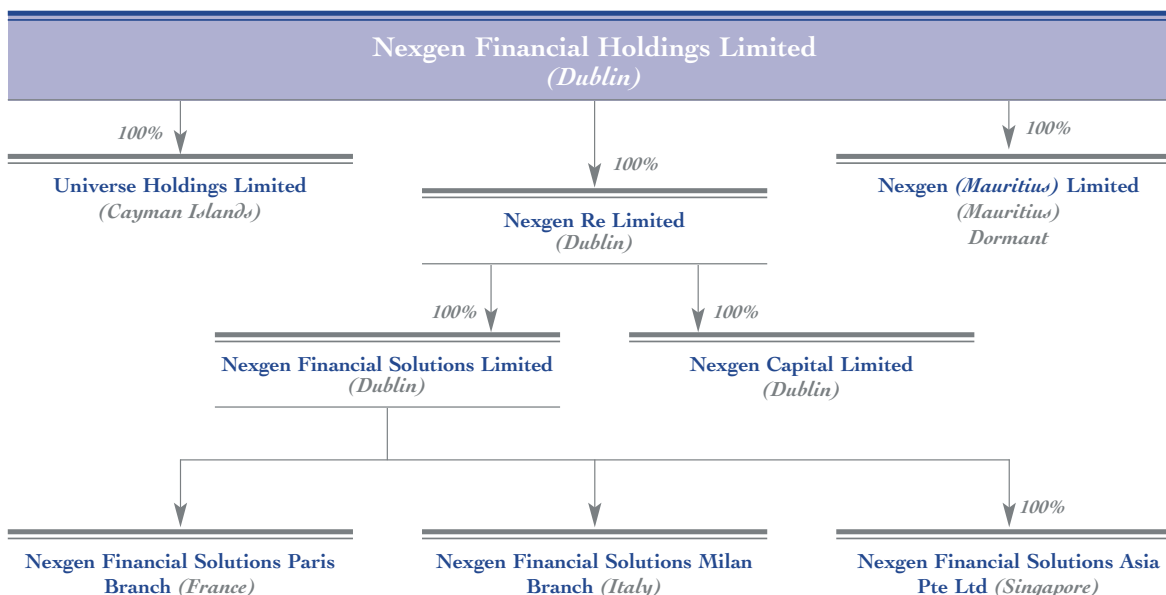 Nexgen Financial Holdings Limited
(Dublin)
100%
100%
100%
Universe Holdings Limited
(Cayman Islands)
Nexgen Re Limited
(Dublin)
Nexgen (Mauritius) Limited
(Mauritius)
Dormant
100%
100%
Nexgen Financial Solutions Limited
(Dublin)
Nexgen Capital Limited
(Dublin)
100%
Nexgen Financial Solutions Paris
Branch (France)
Nexgen Financial Solutions Milan
Branch (Italy)
Nexgen Financial Solutions Asia
Pte Ltd (Singapore)